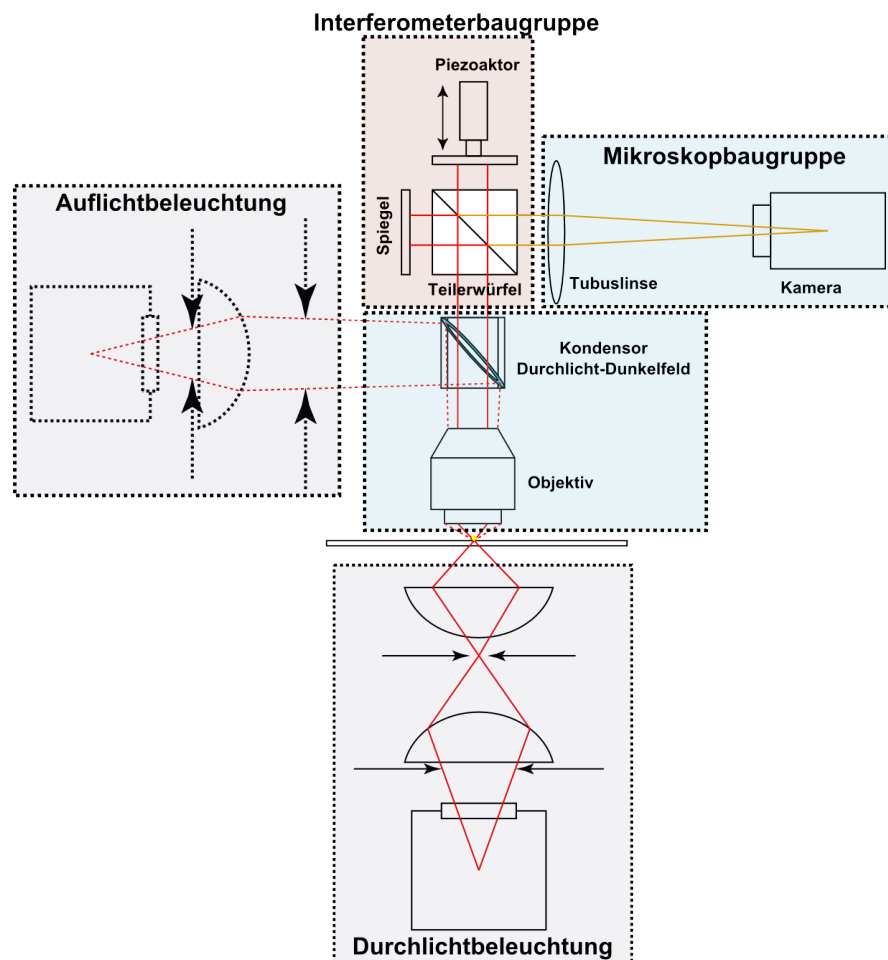 Interferometerbaugruppe
Piezoaktor
Spiegel
Teilerwürfel
Mikroskopbaugruppe
Tubuslinse
Kamera
Auflichtbeleuchtung
Kondensor
Durchlicht-Dunkelfeld
Objektiv
Durchlichtbeleuchtung